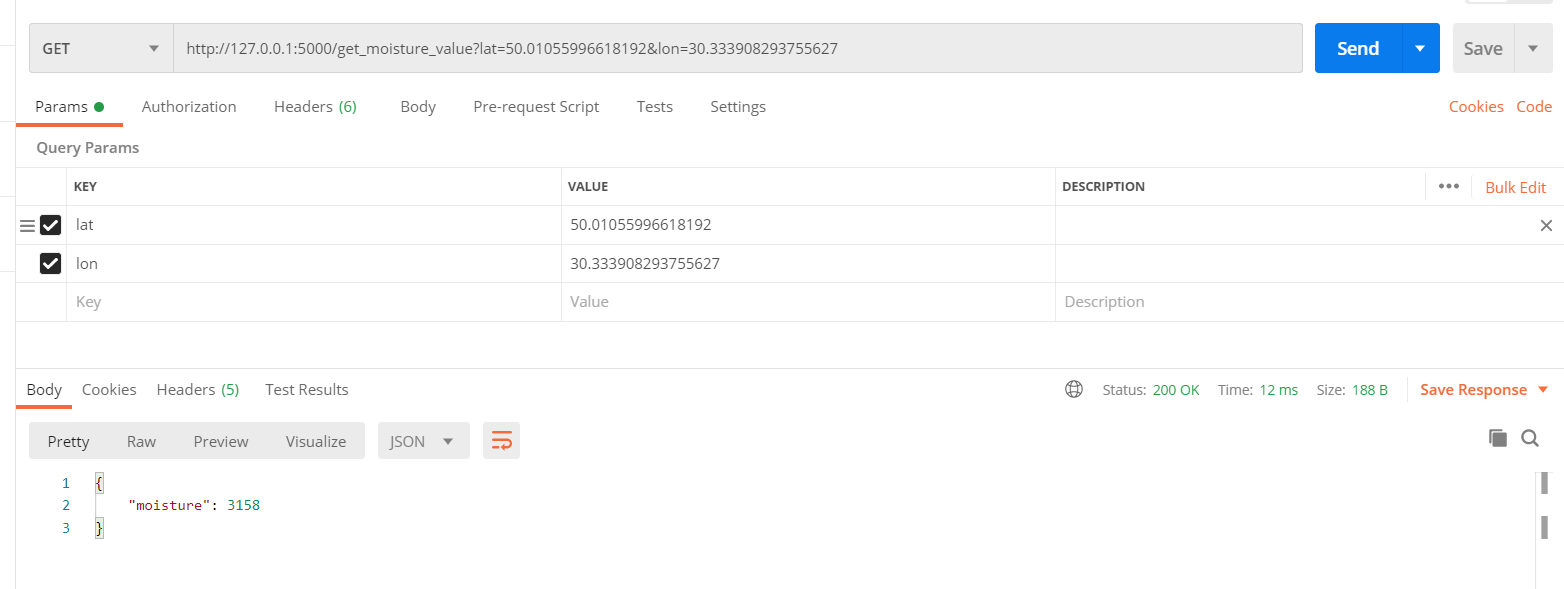 GET http://127.0.0.1:5000/get_moisture_value?lat=50.01055996618192&lon=30.333908293755627 Send Save
Params Authorization Headers (6) Body Pre-request Script Tests Settings Cookies Code
Query Params
KEY VALUE DESCRIPTION ••• Bulk Edit
lat 50.01055996618192
lon 30.333908293755627
Key Value Description
Body Cookies Headers (5) Test Results Status: 200 OK Time: 12 ms Size: 188 B Save Response
Pretty Raw Preview Visualize JSON
1 {
2 "moisture": 3158
3 }